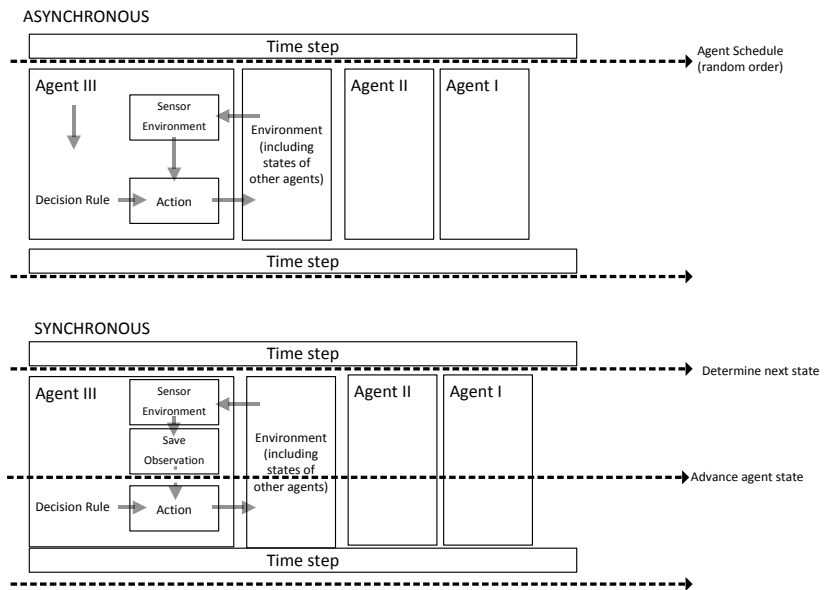 ASYNCHRONOUS
Time step
Agent Schedule
(random order)
Agent III
Sensor
Environment
Environment
(including
states of
other agents)
Agent II
Agent I
Decision Rule
Action
Time step
SYNCHRONOUS
Time step
Determine next state
Agent III
Sensor
Environment
Save
Observation
Environment
(including
states of
other agents)
Agent II
Agent I
Advance agent state
Decision Rule
Action
Time step